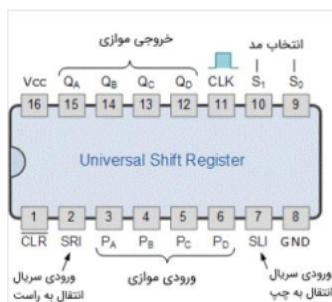 خروجی موازی
انتخاب مد
Vcc QA QB QC QD CLK S1 S0
16 15 14 13 12 11 10 9
Universal Shift Register
1 2 3 4 5 6 7 8
CLR SRI PA PB PC PD SLI GND
ورودی سریال
انتقال به راست
ورودی موازی
ورودی سریال
انتقال به چپ